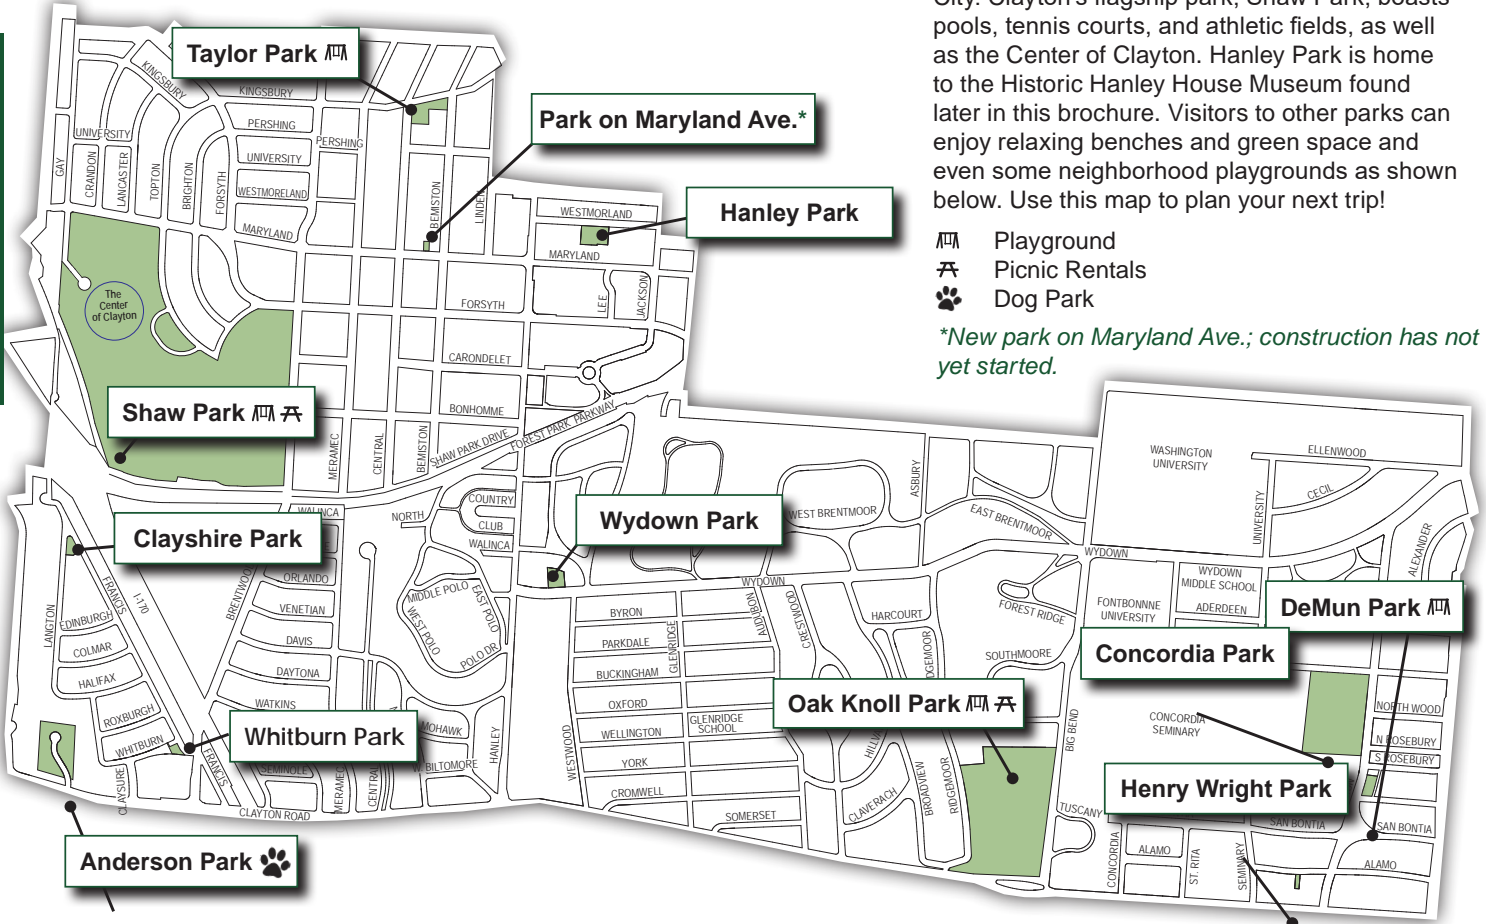 City. Clayton's flagship park, Shaw Park, boasts
pools, tennis courts, and athletic fields, as well
as the Center of Clayton. Hanley Park is home
to the Historic Hanley House Museum found
later in this brochure. Visitors to other parks can
enjoy relaxing benches and green space and
even some neighborhood playgrounds as shown
below. Use this map to plan your next trip!
Playground
Picnic Rentals
Dog Park
*New park on Maryland Ave.; construction has not
yet started.
Taylor Park
Park on Maryland Ave.*
Hanley Park
Shaw Park
Clayshire Park
Wydown Park
DeMun Park
Concordia Park
Oak Knoll Park
Whitburn Park
Henry Wright Park
Anderson Park
The
Center
of Clayton
KINGSBURY
KINGSBURY
PERSHING
PERSHING
UNIVERSITY
UNIVERSITY
GAY
CRANDON
LANCASTER
TOPTON
BRIGHTON
FORSYTH
WESTMORELAND
MARYLAND
BEMISTON
LINDEN
WESTMORLAND
MARYLAND
FORSYTH
LEE
JACKSON
CARONDELET
BONHOMME
MERAMEC
CENTRAL
BEMISTON
SHAW PARK DRIVE
FOREST PARK PARKWAY
WALINCA
NORTH
COUNTRY
CLUB
WALINCA
FRANCIS
I-170
LANGTON
EDINBURGH
COLMAR
HALIFAX
ROXBURGH
WHITBURN
CLAYSURE
FRANCIS
BRENTWOOD
ORLANDO
VENETIAN
DAVIS
DAYTONA
WATKINS
SEMINOLE
MERAMEC
CENTRAL
CLAYTON ROAD
MIDDLE POLO
EAST POLO
WEST POLO
POLO DR
MOHAWK
W. BILTOMORE
HANLEY
WESTWOOD
BYRON
PARKDALE
BUCKINGHAM
OXFORD
WELLINGTON
YORK
CROMWELL
GLENRIDGE
GLENRIDGE
SCHOOL
SOMERSET
WYDOWN
AUDUBON
CRESTWOOD
HARCOURT
WEST BRENTMOOR
ASBURY
EAST BRENTMOOR
FOREST RIDGE
SOUTHMOORE
CLAVERACH
BROADVIEW
RIDGEMOOR
BIG BEND
TUSCANY
WASHINGTON
UNIVERSITY
ELLENWOOD
CECIL
UNIVERSITY
ALEXANDER
WYDOWN
WYDOWN
MIDDLE SCHOOL
ADERDEEN
FONTBONNNE
UNIVERSITY
CONCORDIA
SEMINARY
NORTH WOOD
N ROSEBURY
S ROSEBURY
SAN BONTIA
SAN BONTIA
ALAMO
ALAMO
CONCORDIA
ST. RITA
SEMINARY